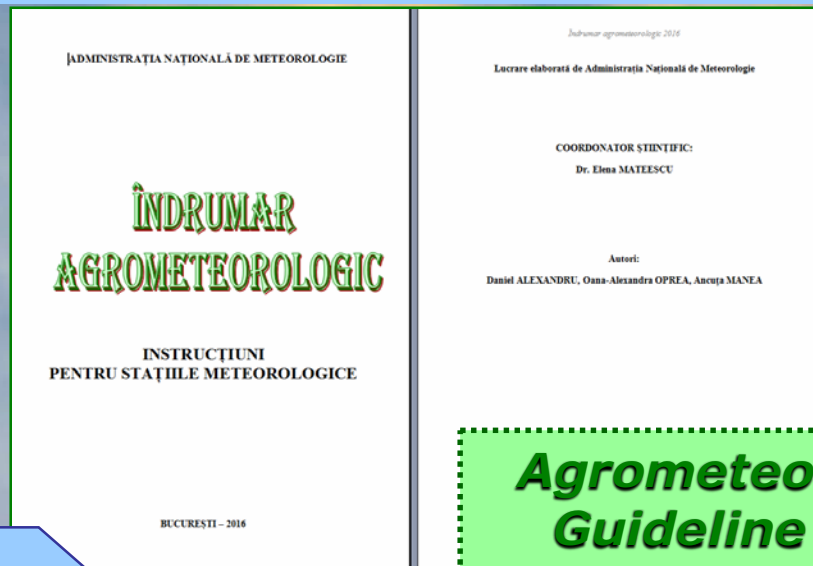 ADMINISTRAȚIA NAȚIONALĂ DE METEOROLOGIE
ÎNDRUMAR
AGROMETEOROLOGIC
INSTRUCȚIUNI
PENTRU STAȚIILE METEOROLOGICE
BUCUREȘTI – 2016
Îndrumar agrometeorologic 2016
Lucrare elaborată de Administrația Națională de Meteorologie
COORDONATOR ȘTIINȚIFIC:
Dr. Elena MATEESCU
Autori:
Daniel ALEXANDRU, Oana-Alexandra OPREA, Ancuța MANEA
Agrometeo
Guideline